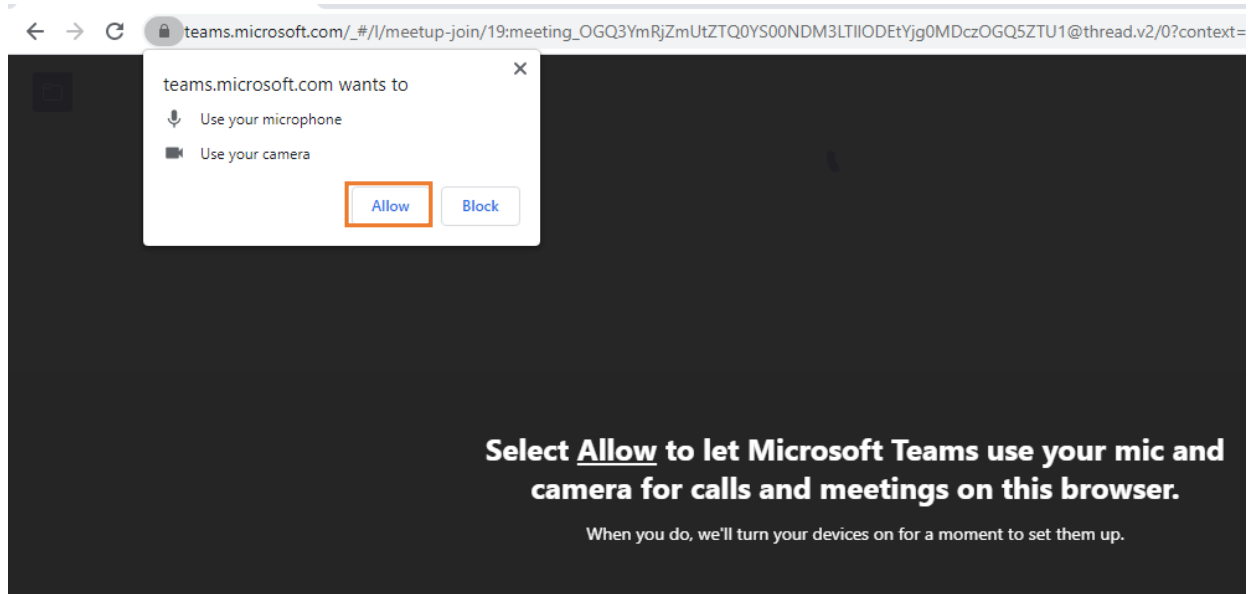 teams.microsoft.com/_#/l/meetup-join/19:meeting_OGQ3YmRjZmUtZTQ0YS00NDM3LTllODEtYjg0MDczOGQ5ZTU1@thread.v2/0?context=
teams.microsoft.com wants to
Use your microphone
Use your camera
Allow Block
Select Allow to let Microsoft Teams use your mic and
camera for calls and meetings on this browser.
When you do, we'll turn your devices on for a moment to set them up.